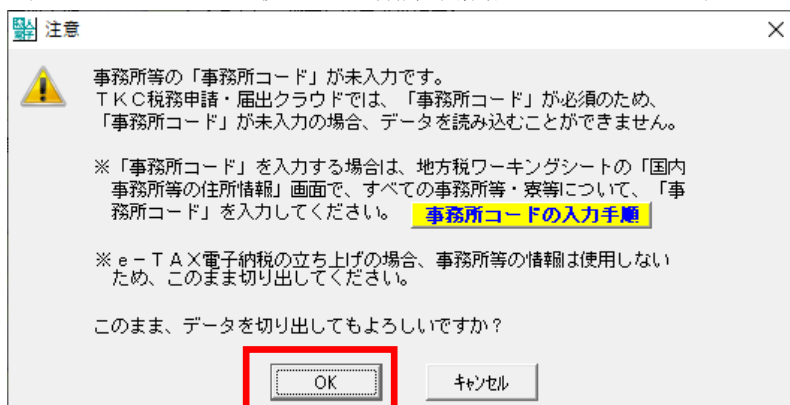 注意
事務所等の「事務所コード」が未入力です。
TKC税務申請・届出クラウドでは、「事務所コード」が必須のため、
「事務所コード」が未入力の場合、データを読み込むことができません。
※「事務所コード」を入力する場合は、地方税ワーキングシートの「国内
事務所等の住所情報」画面で、すべての事務所等・寮等について、「事
務所コード」を入力してください。 事務所コードの入力手順
※e-TAX電子納税の立ち上げの場合、事務所等の情報は使用しない
ため、このまま切り出してください。
このまま、データを切り出してもよろしいですか?
OK キャンセル